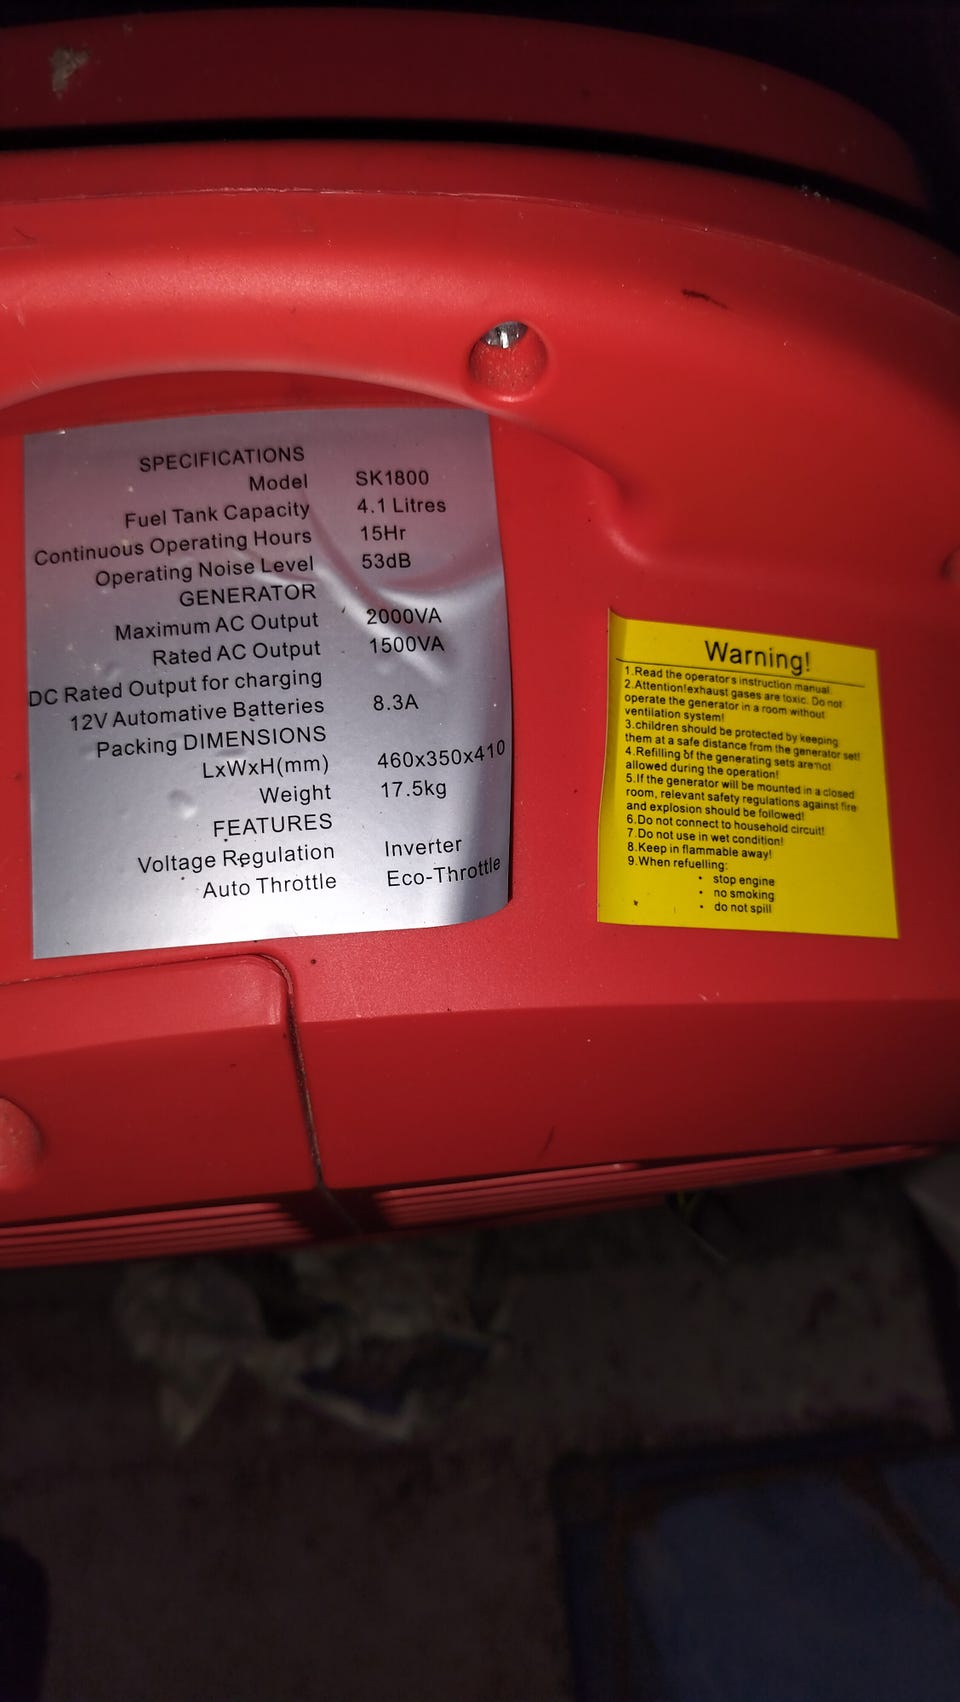 SPECIFICATIONS
Model SK1800
Fuel Tank Capacity 4.1 Litres
Continuous Operating Hours 15Hr
Operating Noise Level 53dB
GENERATOR
Maximum AC Output 2000VA
Rated AC Output 1500VA
DC Rated Output for charging
12V Automative Batteries 8.3A
Packing DIMENSIONS
LxWxH(mm) 460x350x410
Weight 17.5kg
FEATURES
Voltage Regulation Inverter
Auto Throttle Eco-Throttle
Warning!
1.Read the operators instruction manual.
2.Attention!exhaust gases are toxic. Do not
operate the generator in a room without
ventilation system!
3.children should be protected by keeping
them at a safe distance from the generator set!
4.Refilling of the generating sets are not
allowed during the operation!
5.If the generator will be mounted in a closed
room, relevant safety regulations against fire
and explosion should be followed!
6.Do not connect to household circuit!
7.Do not use in wet condition!
8.Keep in flammable away!
9.When refuelling:
• stop engine
• no smoking
• do not spill